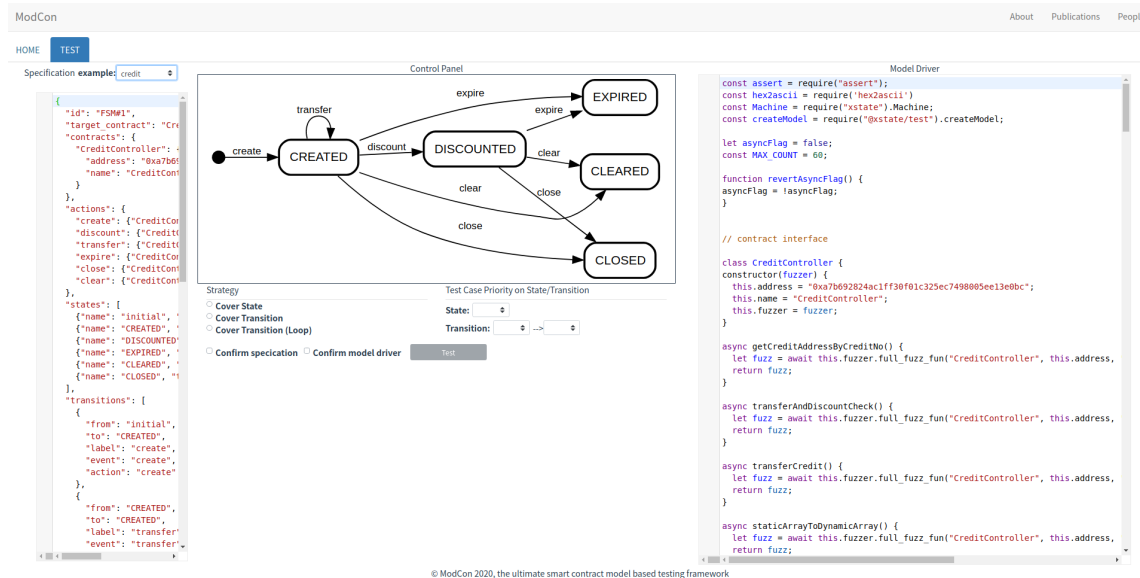 ModCon
About Publications Peopl
HOME TEST
Specification example: credit
{
"id": "FSM#1",
"target_contract": "Cre
"contracts": {
"CreditController":
"address": "0xa7b69
"name": "CreditCont
}
},
"actions": {
"create": {"CreditCor
"discount": {"CreditC
"transfer": {"CreditC
"expire": {"CreditCon
"close": {"CreditCont
"clear": {"CreditCont
},
"states": [
{"name": "initial", "
{"name": "CREATED", "
{"name": "DISCOUNTED"
{"name": "EXPIRED", "
{"name": "CLEARED", "
{"name": "CLOSED", "t
],
"transitions": [
{
"from": "initial",
"to": "CREATED",
"label": "create",
"event": "create",
"action": "create"
},
{
"from": "CREATED",
"to": "CREATED",
"label": "transfer"
"event": "transfer"
Control Panel
create
CREATED
transfer
expire
discount
DISCOUNTED
expire
EXPIRED
clear
clear
CLEARED
close
close
CLOSED
Strategy
Cover State
Cover Transition
Cover Transition (Loop)
Test Case Priority on State/Transition
State:
Transition: -->
Confirm specication Confirm model driver Test
Model Driver
const assert = require("assert");
const hex2ascii = require('hex2ascii')
const Machine = require("xstate").Machine;
const createModel = require("@xstate/test").createModel;
let asyncFlag = false;
const MAX_COUNT = 60;
function revertAsyncFlag() {
asyncFlag = !asyncFlag;
}
// contract interface
class CreditController {
constructor(fuzzer) {
this.address = "0xa7b692824ac1ff30f01c325ec7498005ee13e0bc";
this.name = "CreditController";
this.fuzzer = fuzzer;
}
async getCreditAddressByCreditNo() {
let fuzz = await this.fuzzer.full_fuzz_fun("CreditController", this.address,
return fuzz;
}
async transferAndDiscountCheck() {
let fuzz = await this.fuzzer.full_fuzz_fun("CreditController", this.address,
return fuzz;
}
async transferCredit() {
let fuzz = await this.fuzzer.full_fuzz_fun("CreditController", this.address,
return fuzz;
}
async staticArrayToDynamicArray() {
let fuzz = await this.fuzzer.full_fuzz_fun("CreditController", this.address,
return fuzz;
© ModCon 2020, the ultimate smart contract model based testing framework